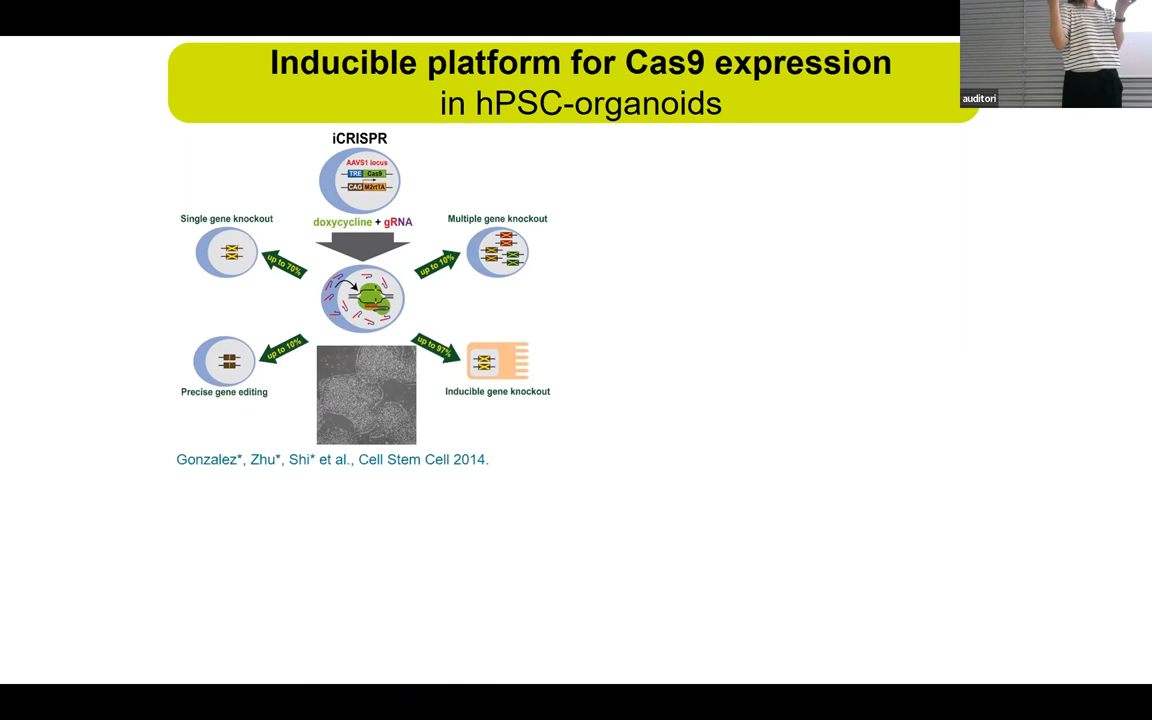 Inducible platform for Cas9 expression
in hPSC-organoids
auditori
iCRISPR
AAVS1 locus
TRE Cas9
CAG M2rtTA
doxycycline + gRNA
Single gene knockout
Multiple gene knockout
up to 70%
up to 10%
up to 10%
up to 97%
Precise gene editing
Inducible gene knockout
Gonzalez*, Zhu*, Shi* et al., Cell Stem Cell 2014.